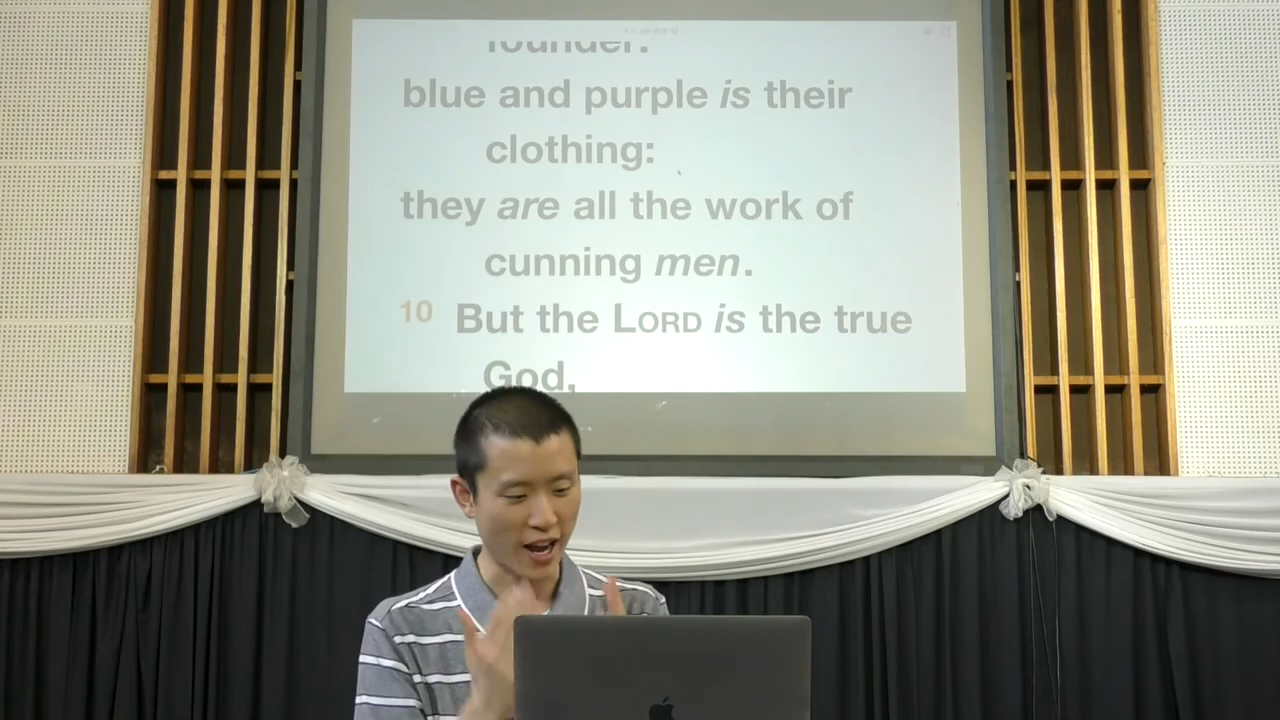 founder:
blue and purple is their
clothing:
they are all the work of
cunning men.
10 But the LORD is the true
God,